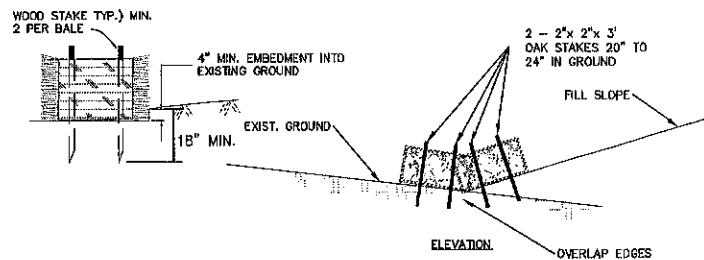 WOOD STAKE TYP.) MIN.
2 PER BALE
4" MIN. EMBEDMENT INTO
EXISTING GROUND
18" MIN.
EXIST. GROUND
2 - 2"x 2"x 3'
OAK STAKES 20" TO
24" IN GROUND
FILL SLOPE
ELEVATION
OVERLAP EDGES